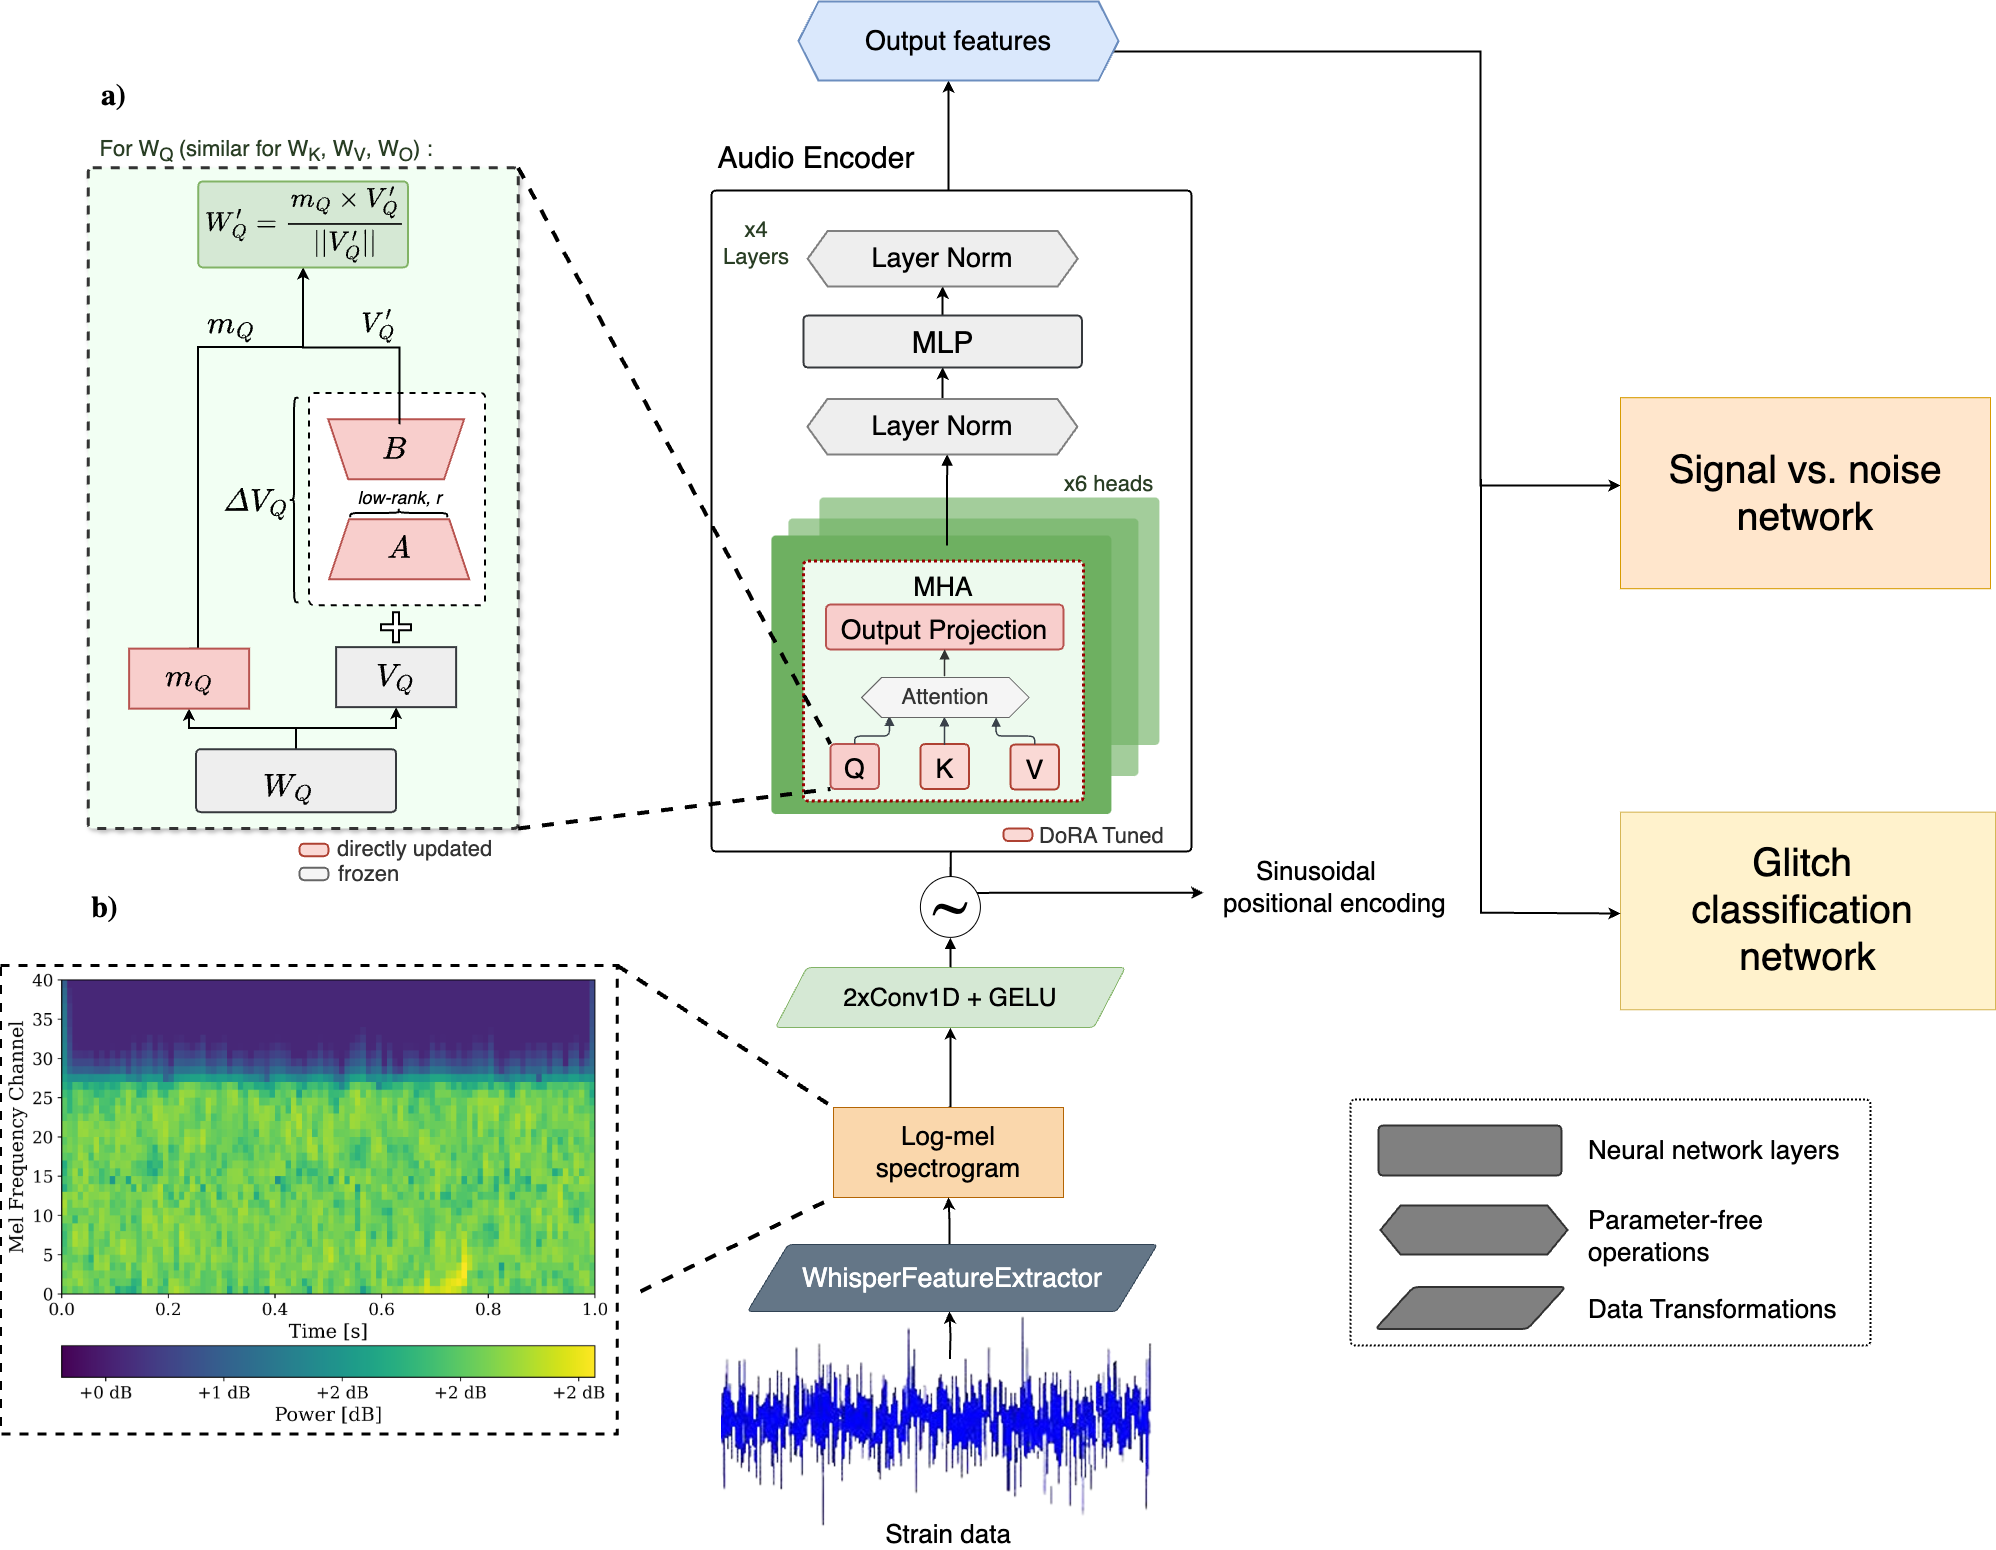 Output features
a)
For W_Q (similar for W_K, W_V, W_O) :
W'_Q = m_Q × V'_Q / ||V'_Q||
m_Q
V'_Q
B
low-rank, r
ΔV_Q
A
m_Q
V_Q
W_Q
directly updated
frozen
Audio Encoder
x4
Layers
Layer Norm
MLP
Layer Norm
x6 heads
MHA
Output Projection
Attention
Q
K
V
DoRA Tuned
~
Sinusoidal
positional encoding
2xConv1D + GELU
Log-mel
spectrogram
WhisperFeatureExtractor
Strain data
b)
Mel Frequency Channel
40
35
30
25
20
15
10
5
0
0.0 0.2 0.4 0.6 0.8 1.0
Time [s]
+0 dB +1 dB +2 dB +2 dB +2 dB
Power [dB]
Signal vs. noise
network
Glitch
classification
network
Neural network layers
Parameter-free
operations
Data Transformations